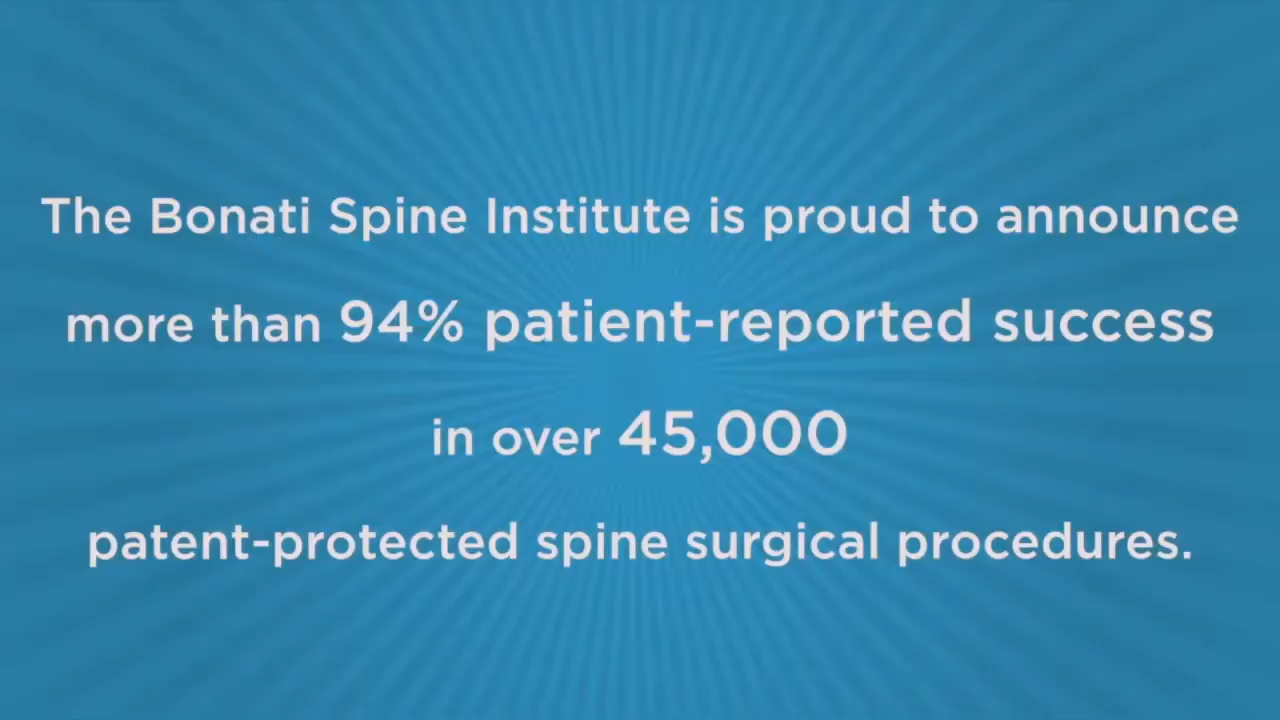 The Bonati Spine Institute is proud to announce
more than 94% patient-reported success
in over 45,000
patent-protected spine surgical procedures.